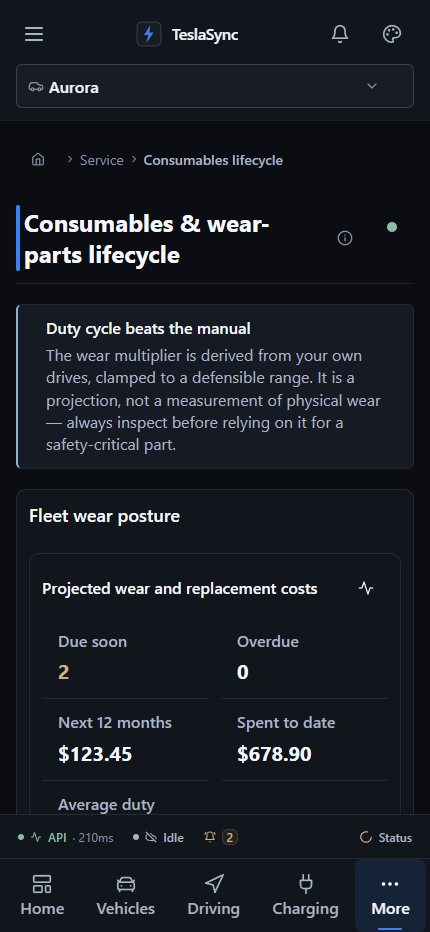 TeslaSync
Aurora
Service
Consumables lifecycle
Consumables & wear-
parts lifecycle
Duty cycle beats the manual
The wear multiplier is derived from your own
drives, clamped to a defensible range. It is a
projection, not a measurement of physical wear
— always inspect before relying on it for a
safety-critical part.
Fleet wear posture
Projected wear and replacement costs
Due soon
Overdue
2
0
Next 12 months
Spent to date
$123.45
$678.90
Average duty
API · 210ms
Idle
2
Status
Home
Vehicles
Driving
Charging
More